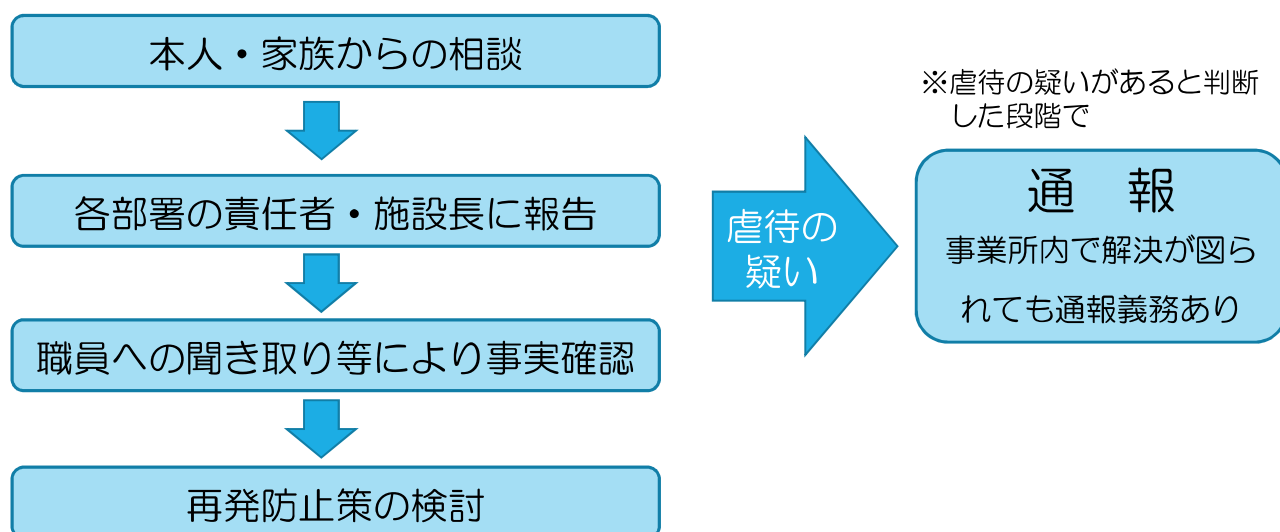 本人・家族からの相談
各部署の責任者・施設長に報告
職員への聞き取り等により事実確認
再発防止策の検討
虐待の
疑い
※虐待の疑いがあると判断
した段階で
通　報
事業所内で解決が図ら
れても通報義務あり